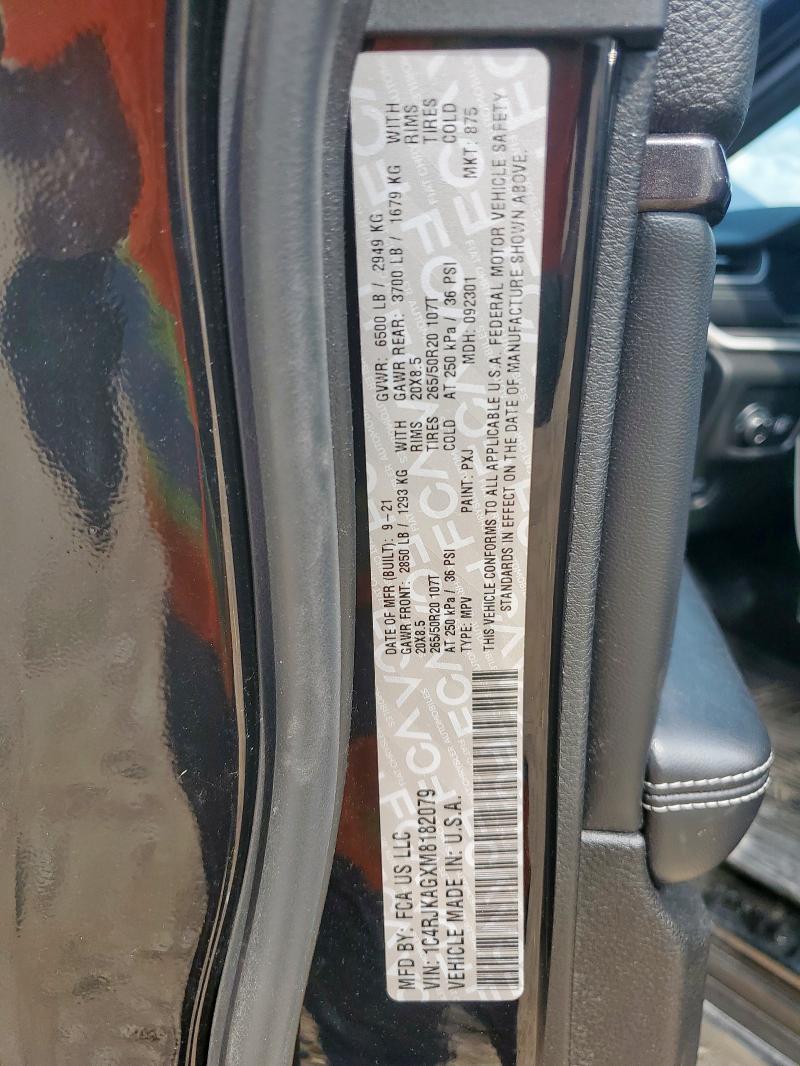 MFD BY: FCA US LLC
VIN: 1C4RJKAGXM8182079
VEHICLE MADE IN: U.S.A.
DATE OF MFR (BUILT): 9-21 GVWR: 6500 LB / 2949 KG
GAWR FRONT: 2850 LB / 1293 KG WITH GAWR REAR: 3700 LB / 1679 KG WITH
20X8.5 RIMS 20X8.5 RIMS
265/50R20 107T TIRES 265/50R20 107T TIRES
AT 250 kPa / 36 PSI COLD AT 250 kPa / 36 PSI COLD
TYPE: MPV PAINT: PXJ MDH: 092301 MKT: 875
THIS VEHICLE CONFORMS TO ALL APPLICABLE U.S.A. FEDERAL MOTOR VEHICLE SAFETY
STANDARDS IN EFFECT ON THE DATE OF MANUFACTURE SHOWN ABOVE.